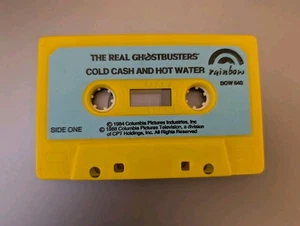 THE REAL GHOSTBUSTERS
COLD CASH AND HOT WATER
rainbow
BOW 540
SIDE ONE
© 1984 Columbia Pictures Industries, Inc
© 1988 Columbia Pictures Television, a division
of CPT Holdings, Inc. All Rights Reserved